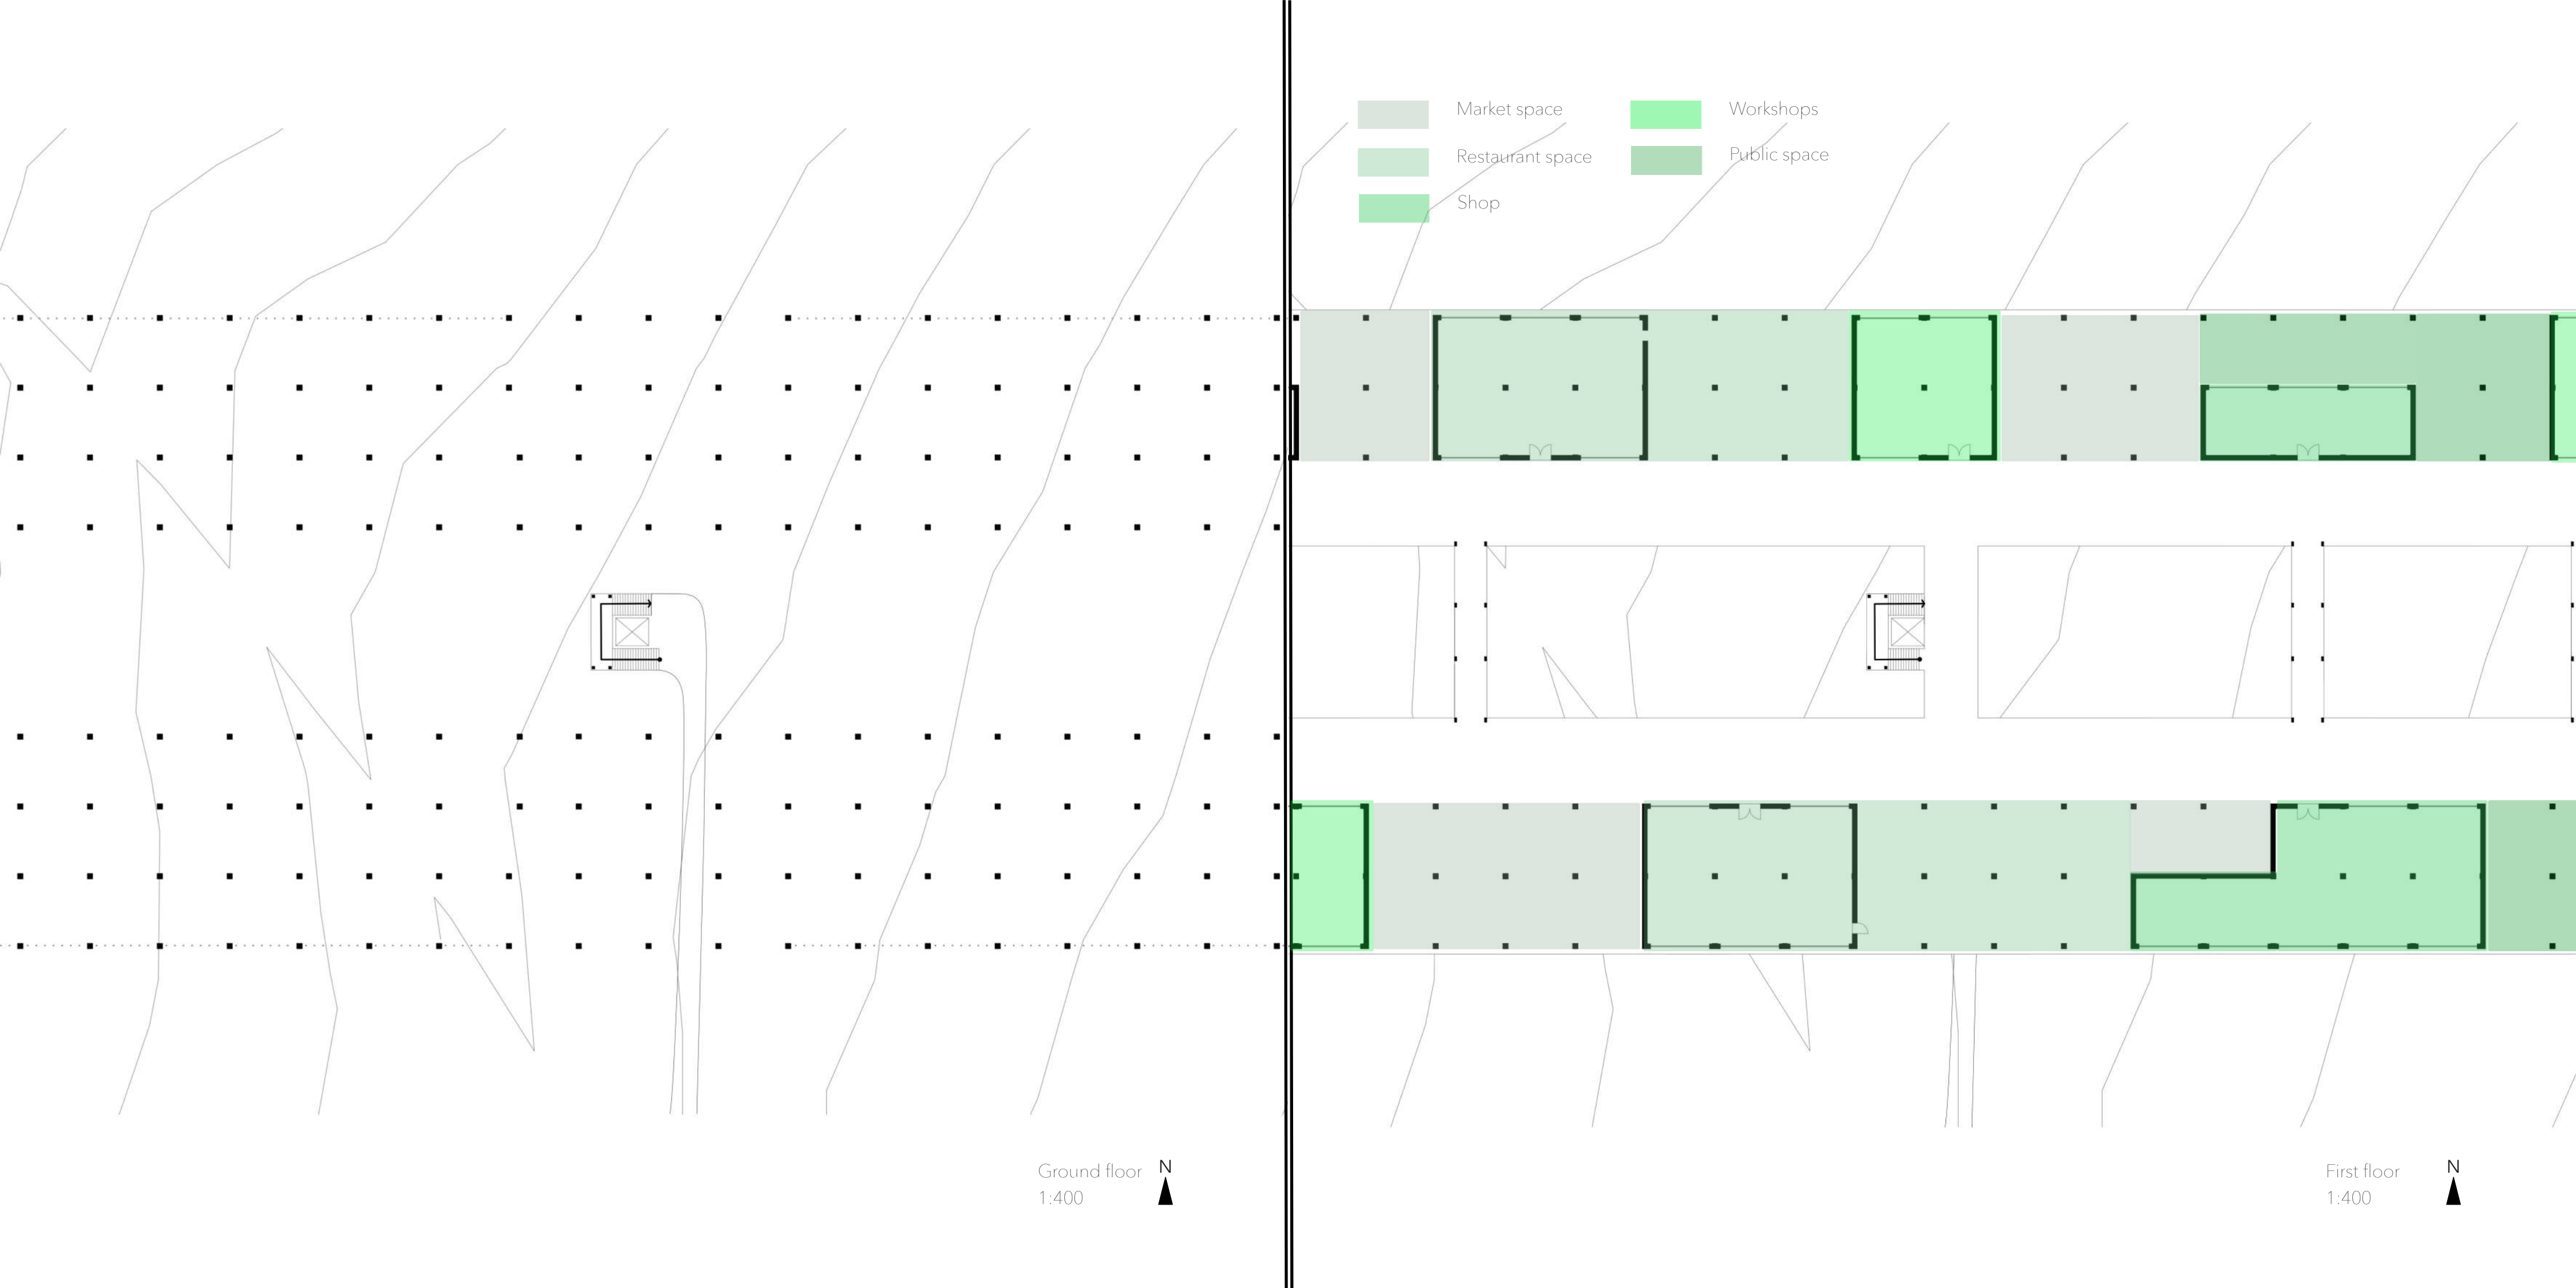 Market space
Workshops
Restaurant space
Public space
Shop
Ground floor
N
1:400
First floor
N
1:400